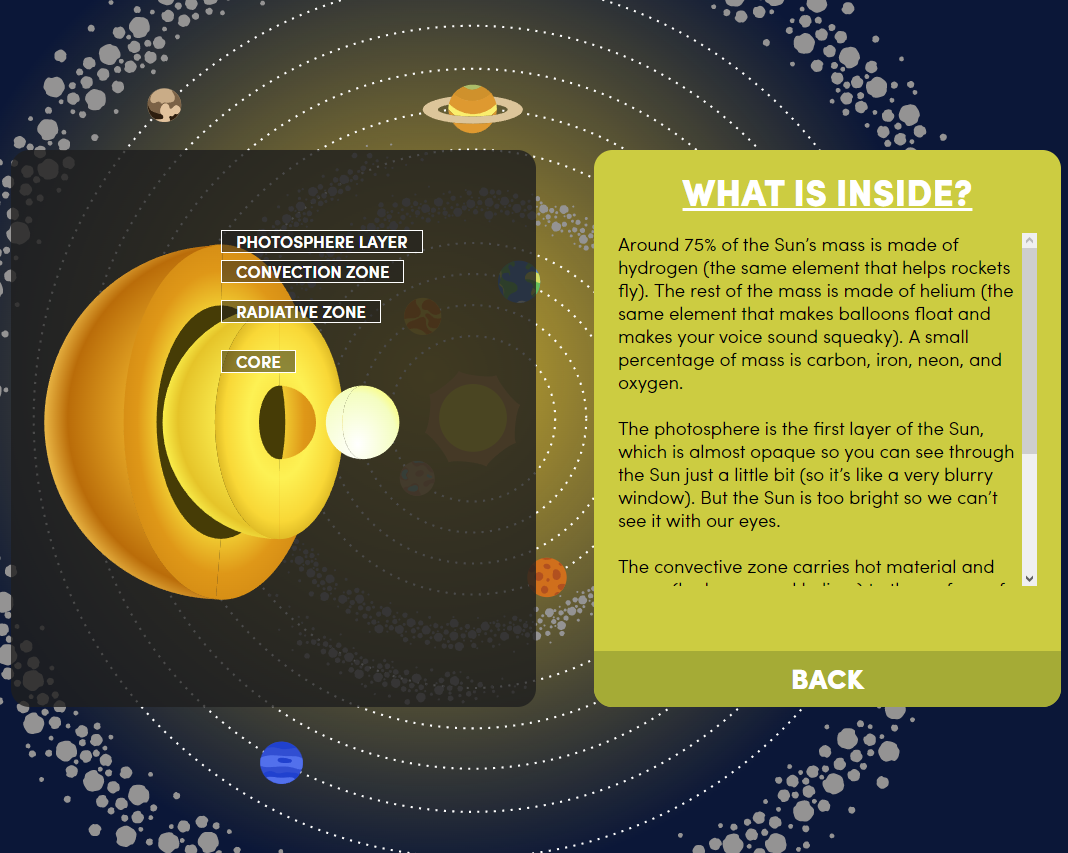 PHOTOSPHERE LAYER
CONVECTION ZONE
RADIATIVE ZONE
CORE
WHAT IS INSIDE?
Around 75% of the Sun's mass is made of
hydrogen (the same element that helps rockets
fly). The rest of the mass is made of helium (the
same element that makes balloons float and
makes your voice sound squeaky). A small
percentage of mass is carbon, iron, neon, and
oxygen.
The photosphere is the first layer of the Sun,
which is almost opaque so you can see through
the Sun just a little bit (so it's like a very blurry
window). But the Sun is too bright so we can't
see it with our eyes.
The convective zone carries hot material and
BACK